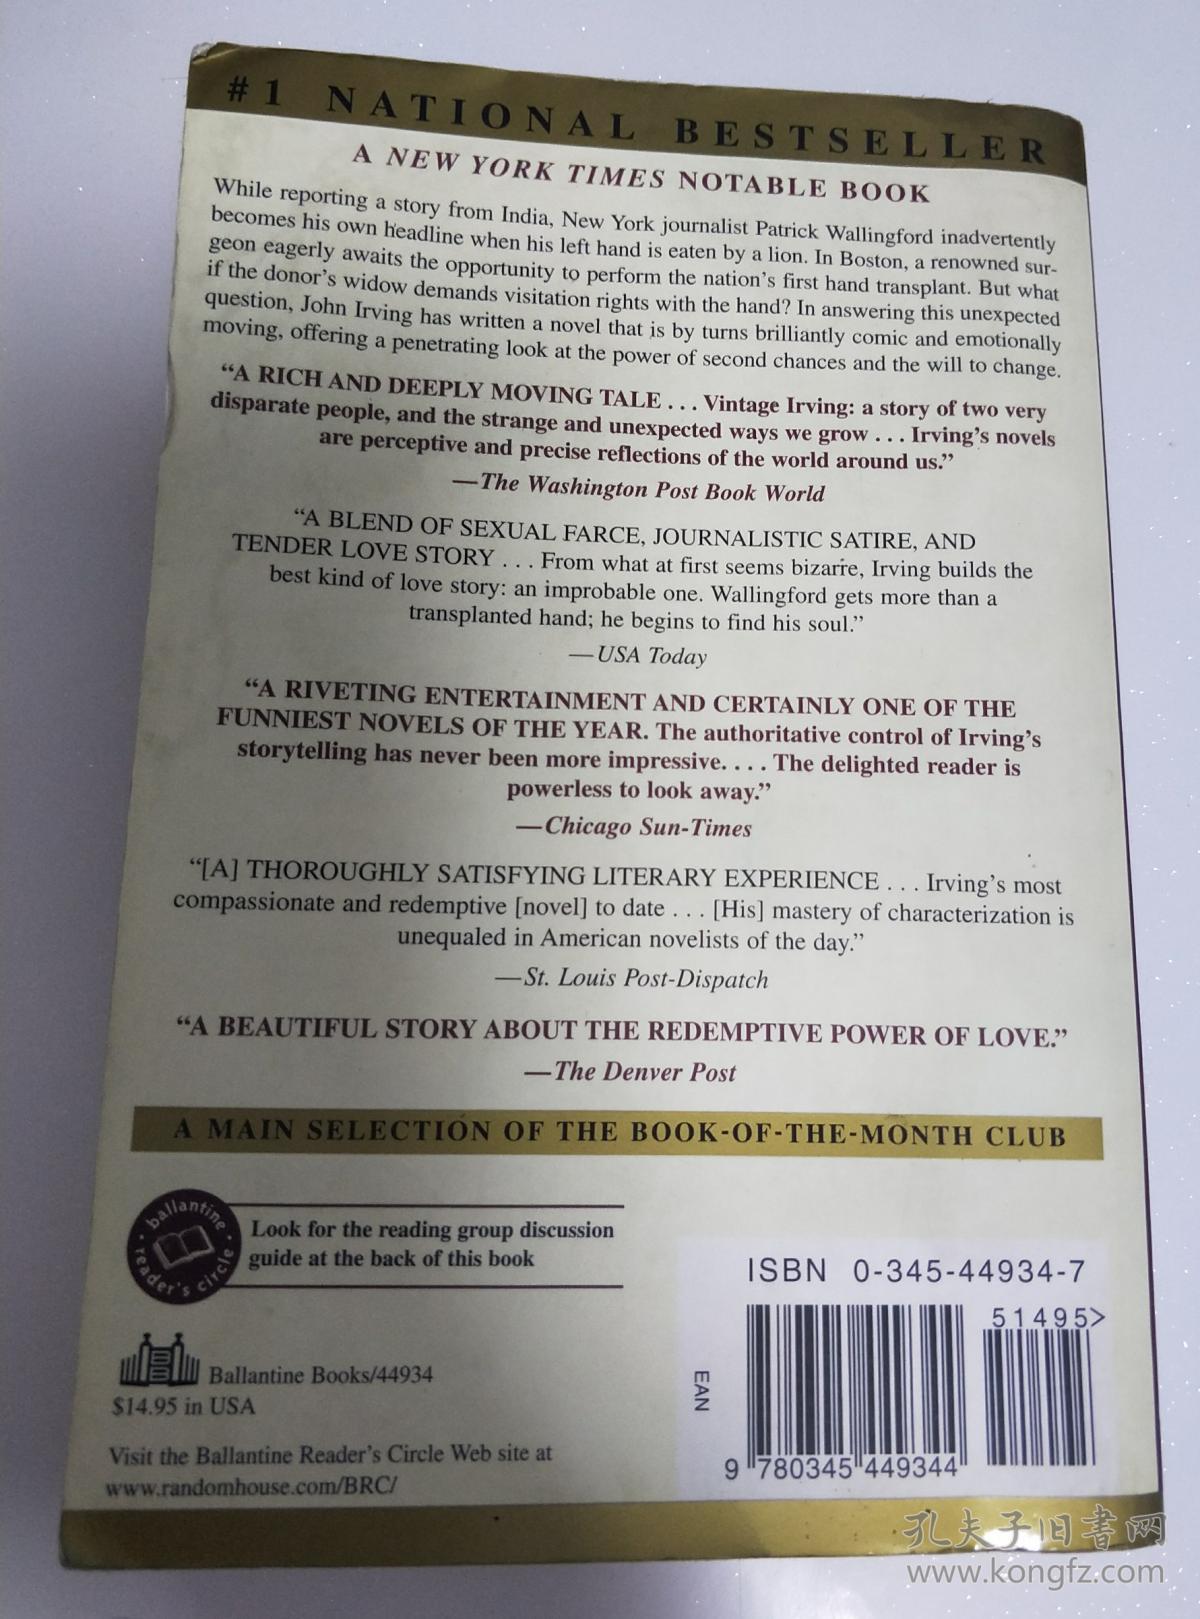 #1 NATIONAL BESTSELLER
A NEW YORK TIMES NOTABLE BOOK
While reporting a story from India, New York journalist Patrick Wallingford inadvertently
becomes his own headline when his left hand is eaten by a lion. In Boston, a renowned sur-
geon eagerly awaits the opportunity to perform the nation's first hand transplant. But what
if the donor's widow demands visitation rights with the hand? In answering this unexpected
question, John Irving has written a novel that is by turns brilliantly comic and emotionally
moving, offering a penetrating look at the power of second chances and the will to change.
“A RICH AND DEEPLY MOVING TALE . . . Vintage Irving: a story of two very
disparate people, and the strange and unexpected ways we grow . . . Irving's novels
are perceptive and precise reflections of the world around us.”
—The Washington Post Book World
“A BLEND OF SEXUAL FARCE, JOURNALISTIC SATIRE, AND
TENDER LOVE STORY . . . From what at first seems bizarre, Irving builds the
best kind of love story: an improbable one. Wallingford gets more than a
transplanted hand; he begins to find his soul.”
—USA Today
“A RIVETING ENTERTAINMENT AND CERTAINLY ONE OF THE
FUNNIEST NOVELS OF THE YEAR. The authoritative control of Irving's
storytelling has never been more impressive. . . . The delighted reader is
powerless to look away.”
—Chicago Sun-Times
“[A] THOROUGHLY SATISFYING LITERARY EXPERIENCE . . . Irving's most
compassionate and redemptive [novel] to date . . . [His] mastery of characterization is
unequaled in American novelists of the day.”
—St. Louis Post-Dispatch
“A BEAUTIFUL STORY ABOUT THE REDEMPTIVE POWER OF LOVE.”
—The Denver Post
A MAIN SELECTION OF THE BOOK-OF-THE-MONTH CLUB
ballantine reader's circle
Look for the reading group discussion
guide at the back of this book
Ballantine Books/44934
$14.95 in USA
Visit the Ballantine Reader's Circle Web site at
www.randomhouse.com/BRC/
ISBN 0-345-44934-7
51495>
EAN
9 780345 449344
孔夫子旧书网
www.kongfz.com